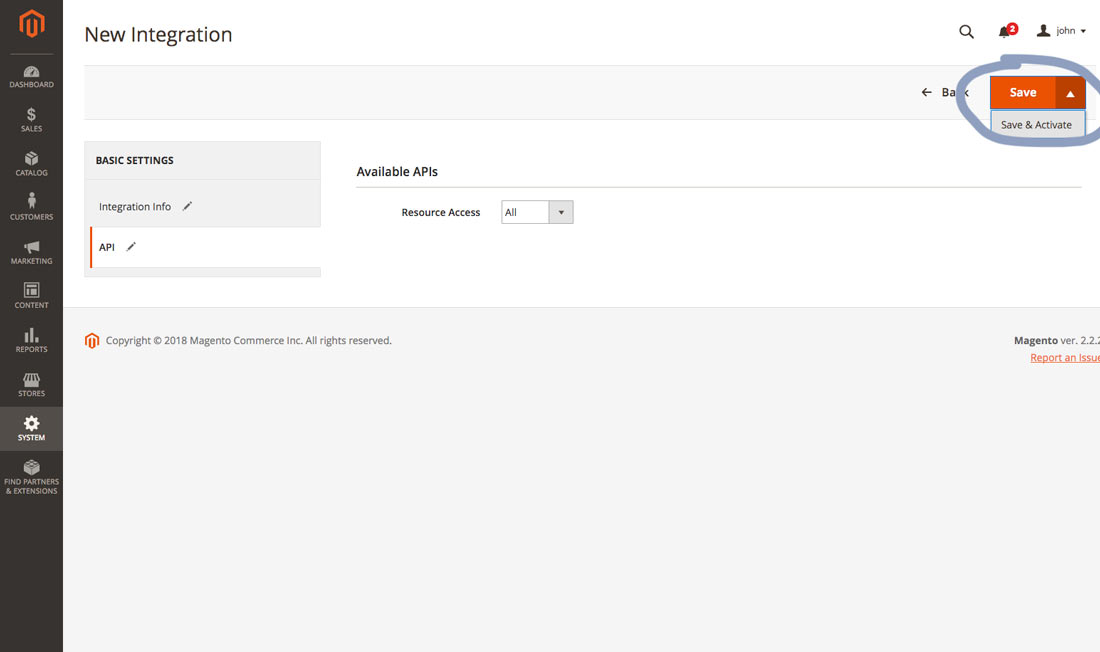 New Integration
2
john
Back
Save
Save & Activate
DASHBOARD
SALES
CATALOG
CUSTOMERS
MARKETING
CONTENT
REPORTS
STORES
SYSTEM
FIND PARTNERS
& EXTENSIONS
BASIC SETTINGS
Integration Info
API
Available APIs
Resource Access All
Copyright © 2018 Magento Commerce Inc. All rights reserved.
Magento ver. 2.2.2
Report an Issue